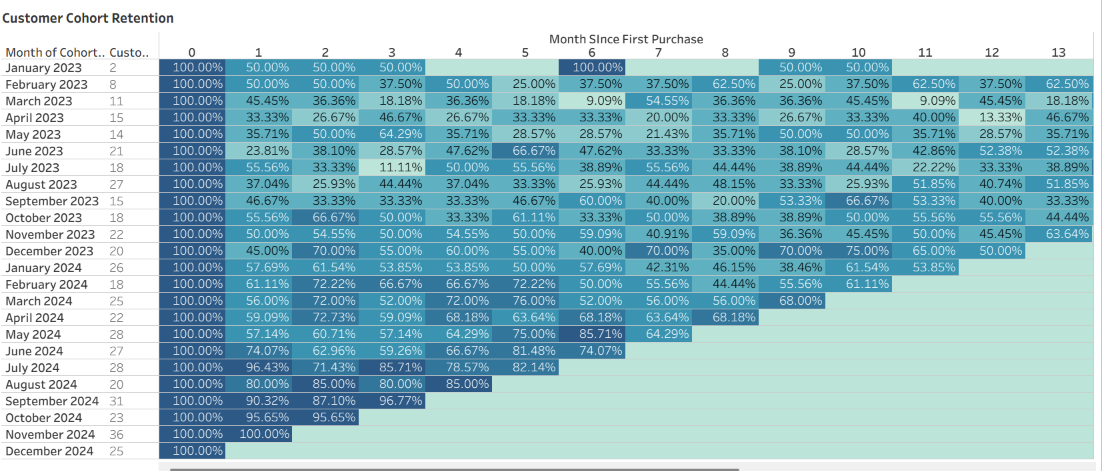 Customer Cohort Retention
Month SInce First Purchase
Month of Cohort.. Custo.. 0 1 2 3 4 5 6 7 8 9 10 11 12 13
January 2023 2 100.00% 50.00% 50.00% 50.00% 100.00% 50.00% 50.00%
February 2023 8 100.00% 50.00% 50.00% 37.50% 50.00% 25.00% 37.50% 37.50% 62.50% 25.00% 37.50% 62.50% 37.50% 62.50%
March 2023 11 100.00% 45.45% 36.36% 18.18% 36.36% 18.18% 9.09% 54.55% 36.36% 36.36% 45.45% 9.09% 45.45% 18.18%
April 2023 15 100.00% 33.33% 26.67% 46.67% 26.67% 33.33% 33.33% 20.00% 33.33% 26.67% 33.33% 40.00% 13.33% 46.67%
May 2023 14 100.00% 35.71% 50.00% 64.29% 35.71% 28.57% 28.57% 21.43% 35.71% 50.00% 50.00% 35.71% 28.57% 35.71%
June 2023 21 100.00% 23.81% 38.10% 28.57% 47.62% 66.67% 47.62% 33.33% 33.33% 38.10% 28.57% 42.86% 52.38% 52.38%
July 2023 18 100.00% 55.56% 33.33% 11.11% 50.00% 55.56% 38.89% 55.56% 44.44% 38.89% 44.44% 22.22% 33.33% 38.89%
August 2023 27 100.00% 37.04% 25.93% 44.44% 37.04% 33.33% 25.93% 44.44% 48.15% 33.33% 25.93% 51.85% 40.74% 51.85%
September 2023 15 100.00% 46.67% 33.33% 33.33% 33.33% 46.67% 60.00% 40.00% 20.00% 53.33% 66.67% 53.33% 40.00% 33.33%
October 2023 18 100.00% 55.56% 66.67% 50.00% 33.33% 61.11% 33.33% 50.00% 38.89% 38.89% 50.00% 55.56% 55.56% 44.44%
November 2023 22 100.00% 50.00% 54.55% 50.00% 54.55% 50.00% 59.09% 40.91% 59.09% 36.36% 45.45% 50.00% 45.45% 63.64%
December 2023 20 100.00% 45.00% 70.00% 55.00% 60.00% 55.00% 40.00% 70.00% 35.00% 70.00% 75.00% 65.00% 50.00%
January 2024 26 100.00% 57.69% 61.54% 53.85% 53.85% 50.00% 57.69% 42.31% 46.15% 38.46% 61.54% 53.85%
February 2024 18 100.00% 61.11% 72.22% 66.67% 66.67% 72.22% 50.00% 55.56% 44.44% 55.56% 61.11%
March 2024 25 100.00% 56.00% 72.00% 52.00% 72.00% 76.00% 52.00% 56.00% 56.00% 68.00%
April 2024 22 100.00% 59.09% 72.73% 59.09% 68.18% 63.64% 68.18% 63.64% 68.18%
May 2024 28 100.00% 57.14% 60.71% 57.14% 64.29% 75.00% 85.71% 64.29%
June 2024 27 100.00% 74.07% 62.96% 59.26% 66.67% 81.48% 74.07%
July 2024 28 100.00% 96.43% 71.43% 85.71% 78.57% 82.14%
August 2024 20 100.00% 80.00% 85.00% 80.00% 85.00%
September 2024 31 100.00% 90.32% 87.10% 96.77%
October 2024 23 100.00% 95.65% 95.65%
November 2024 36 100.00% 100.00%
December 2024 25 100.00%